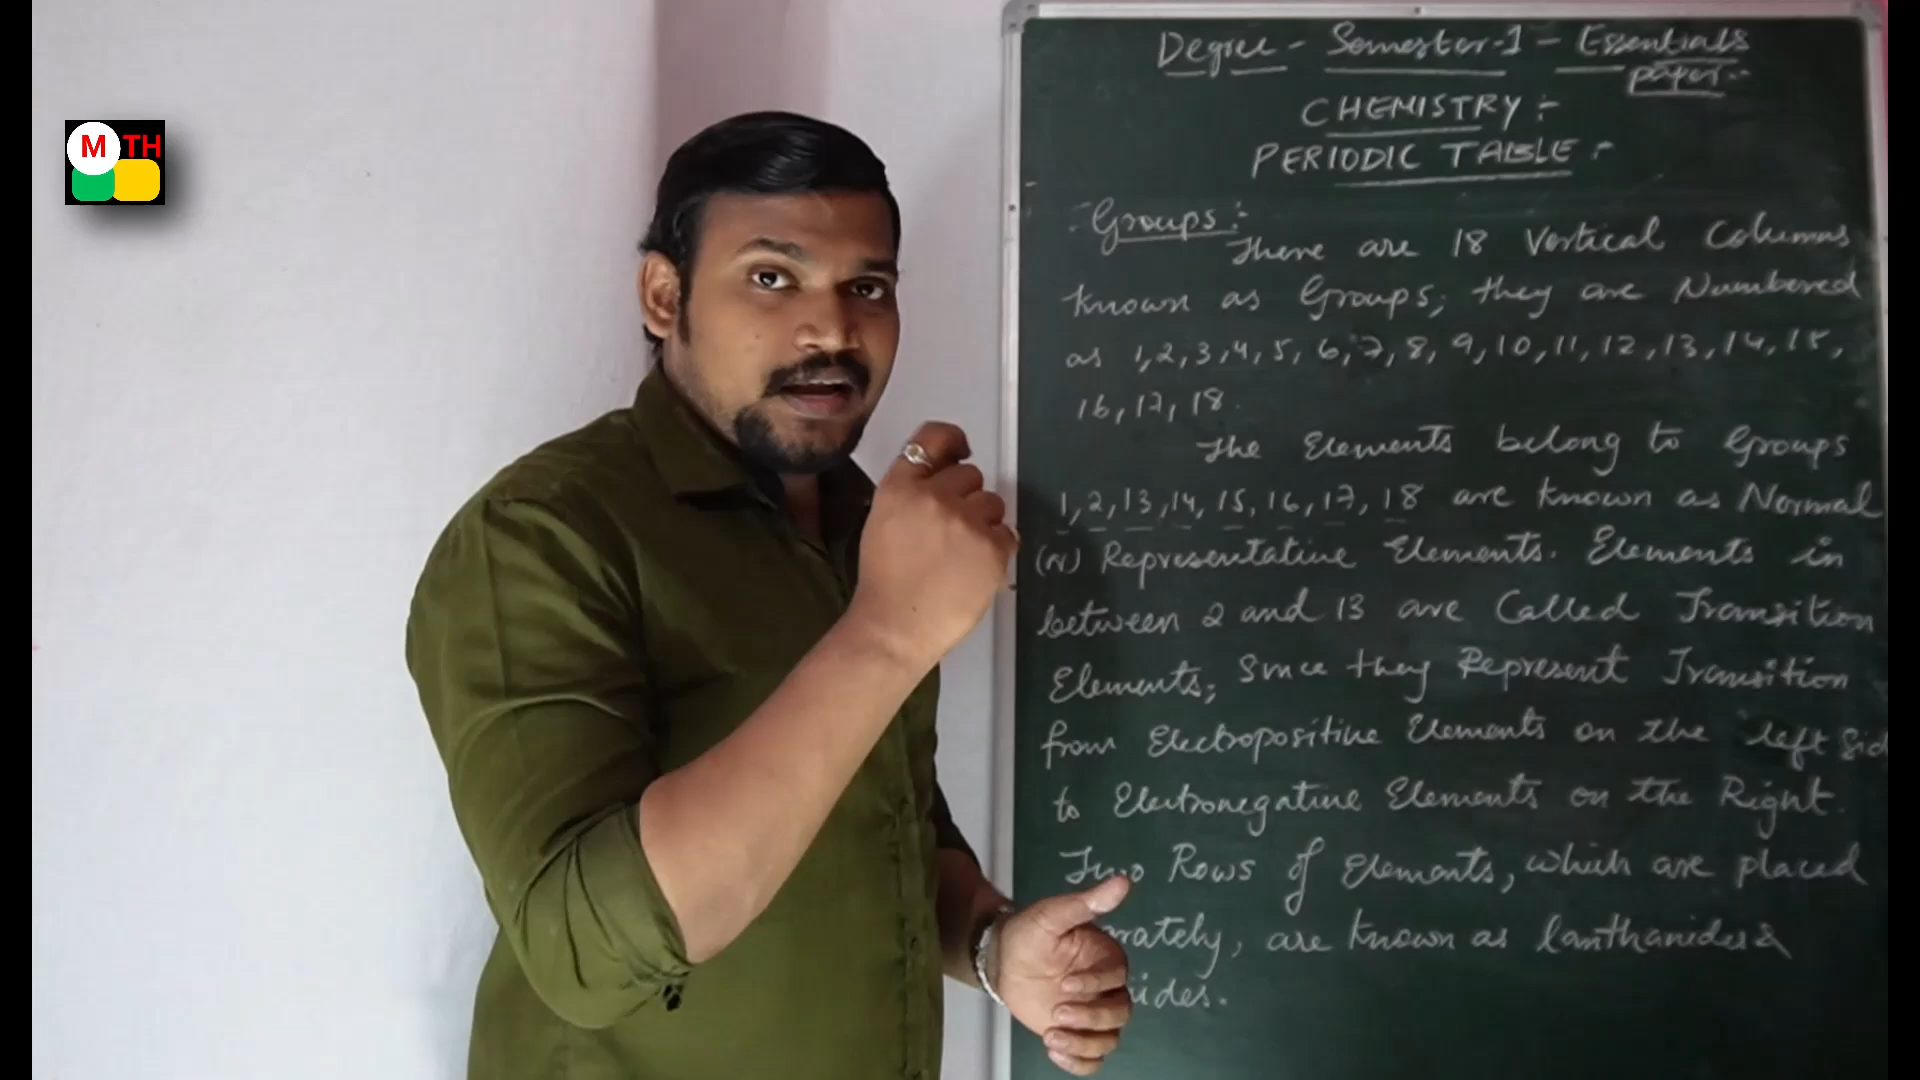 M TH
Degree - Semester-1 - Essentials
paper:-
CHEMISTRY :-
PERIODIC TABLE :-
Groups :-
There are 18 Vertical Columns
known as Groups; they are Numbered
as 1,2,3,4,5,6,7,8,9,10,11,12,13,14,15,
16,17,18.
The Elements belong to Groups
1,2,13,14,15,16,17,18 are known as Normal
(or) Representative Elements. Elements in
between 2 and 13 are Called Transition
Elements; Since they Represent Transition
from Electropositive Elements on the left Sid
to Electronegative Elements on the Right.
Two Rows of Elements, which are placed
rately, are known as lanthanides &
ides.